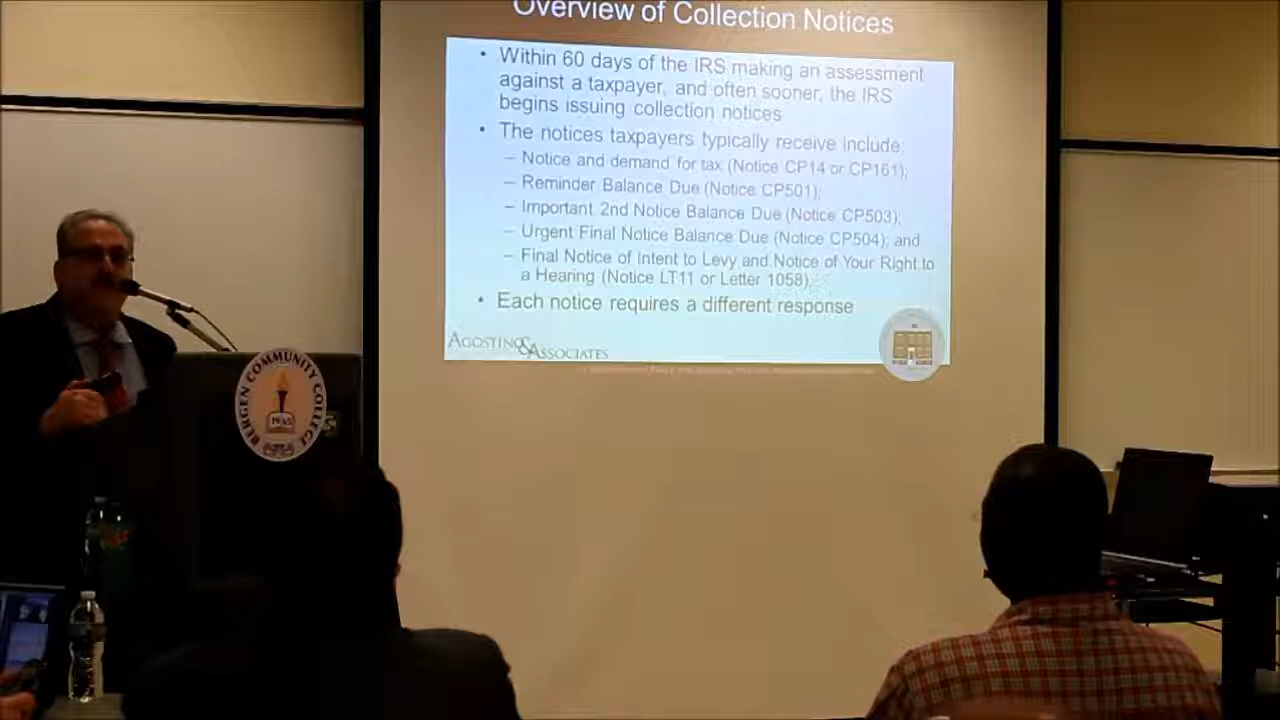 Overview of Collection Notices
• Within 60 days of the IRS making an assessment
against a taxpayer, and often sooner, the IRS
begins issuing collection notices
• The notices taxpayers typically receive include:
– Notice and demand for tax (Notice CP14 or CP161);
– Reminder Balance Due (Notice CP501);
– Important 2nd Notice Balance Due (Notice CP503);
– Urgent Final Notice Balance Due (Notice CP504); and
– Final Notice of Intent to Levy and Notice of Your Right to
a Hearing (Notice LT11 or Letter 1058).
• Each notice requires a different response
AGOSTINO & ASSOCIATES
BERGEN COMMUNITY COLLEGE
1965